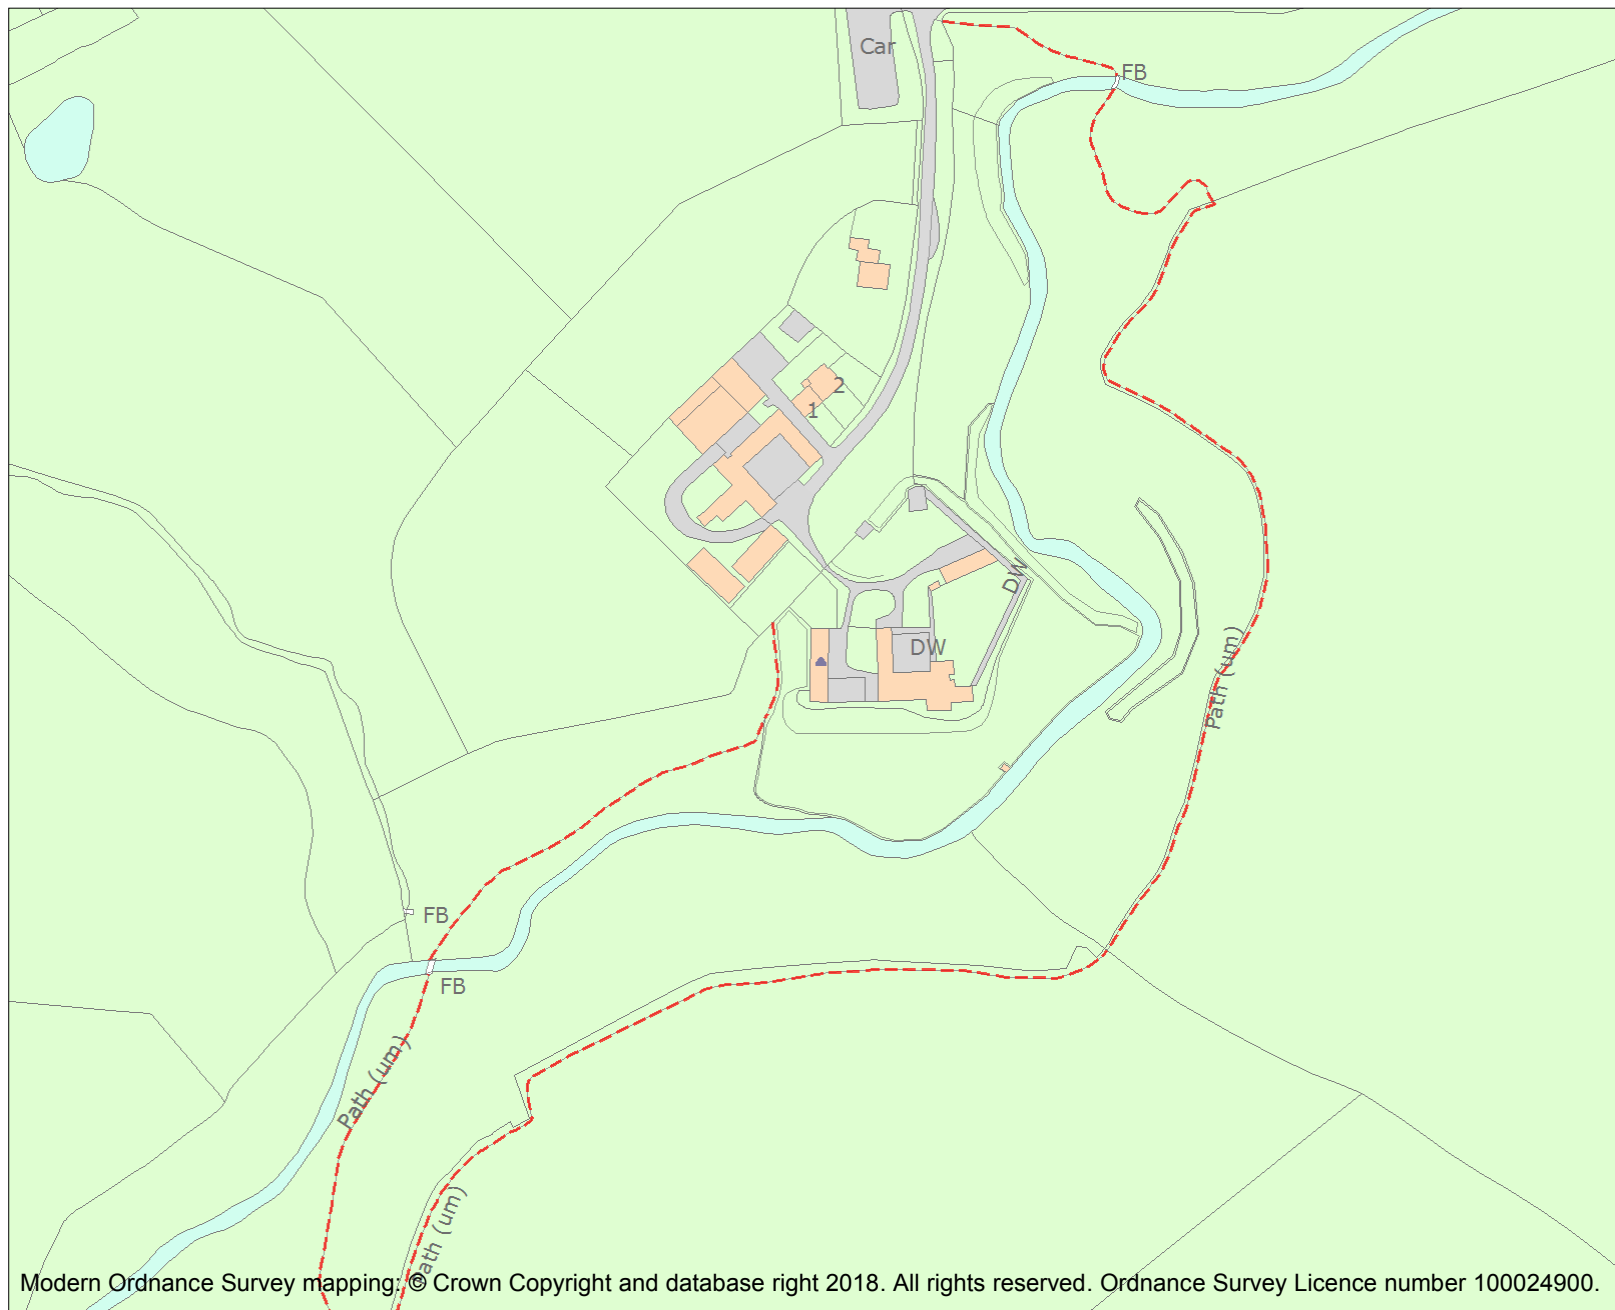 Car
FB
2
1
DW
DW
Path (um)
FB
FB
Path (um)
Path (um)
Modern Ordnance Survey mapping: © Crown Copyright and database right 2018. All rights reserved. Ordnance Survey Licence number 100024900.